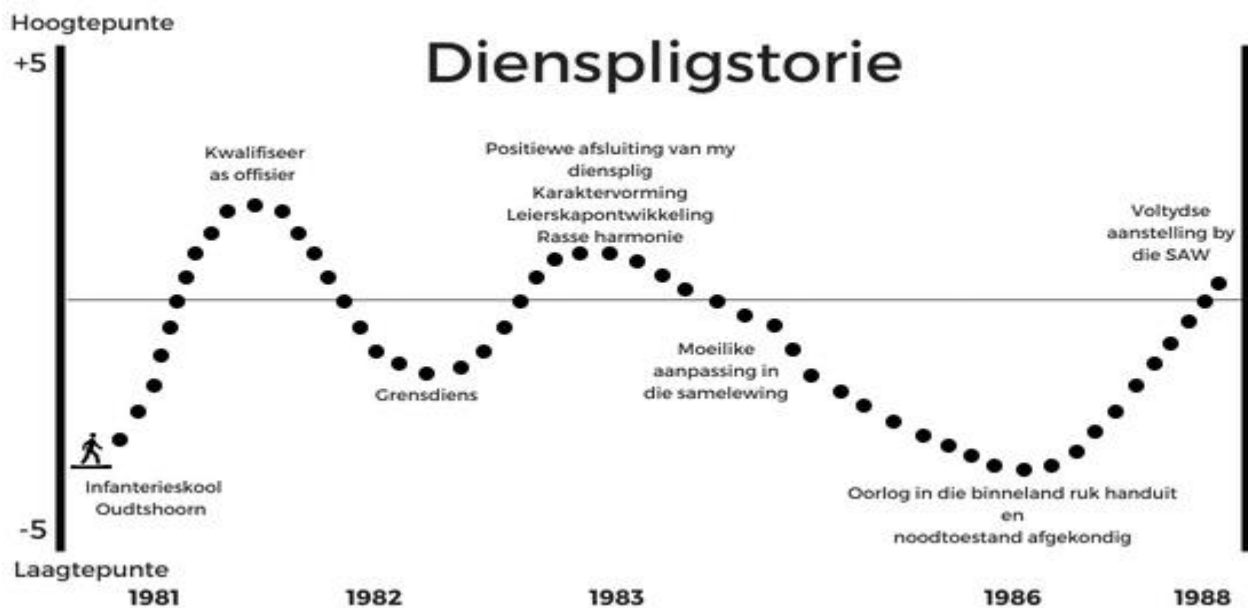 Hoogtepunte
+5
Dienspligstorie
Kwalifiseer
as offisier
Positiewe afsluiting van my
diensplig
Karaktervorming
Leierskapontwikkeling
Rasse harmonie
Voltydse
aanstelling by
die SAW
Moeilike
aanpassing in
die samelewing
Grensdiens
Infanterieskool
Oudtshoorn
Oorlog in die binneland ruk handuit
en
noodtoestand afgekondig
-5
Laagtepunte
1981 1982 1983 1986 1988